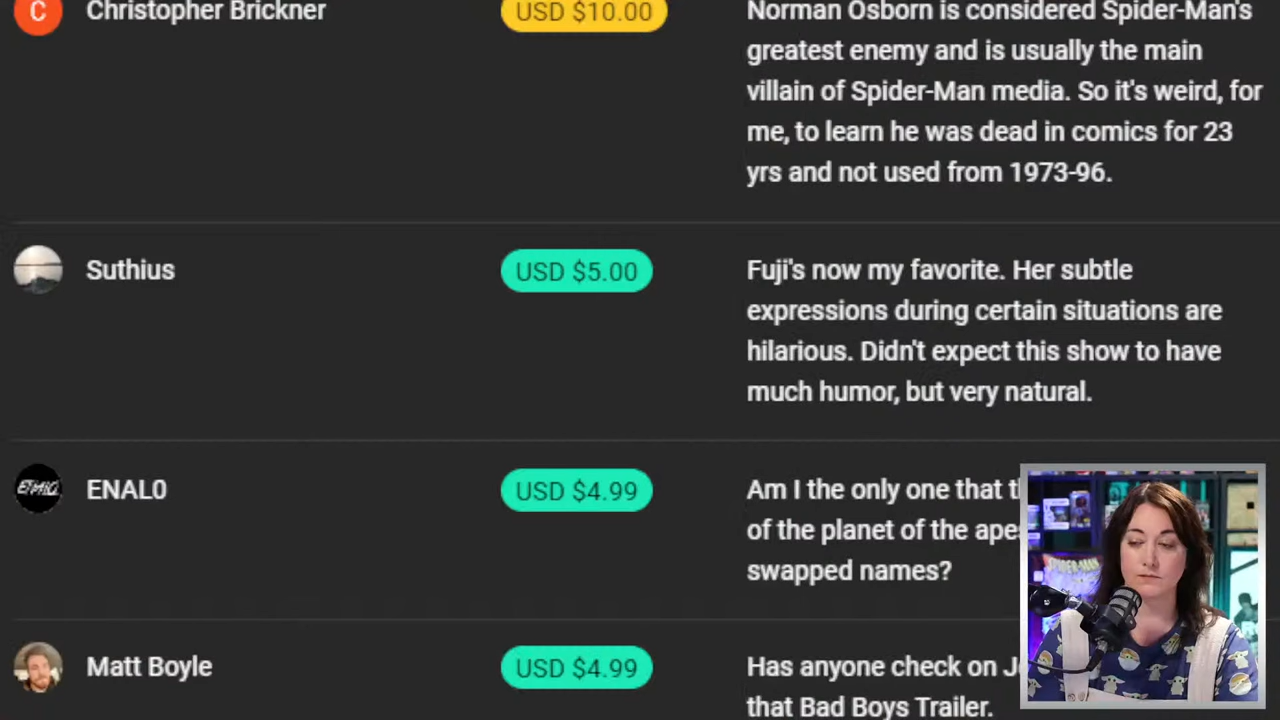 Christopher Brickner
USD $10.00
Norman Osborn is considered Spider-Man's
greatest enemy and is usually the main
villain of Spider-Man media. So it's weird, for
me, to learn he was dead in comics for 23
yrs and not used from 1973-96.
Suthius
USD $5.00
Fuji's now my favorite. Her subtle
expressions during certain situations are
hilarious. Didn't expect this show to have
much humor, but very natural.
ENAL0
USD $4.99
Am I the only one that
of the planet of the apes
swapped names?
Matt Boyle
USD $4.99
Has anyone check on
that Bad Boys Trailer.
C